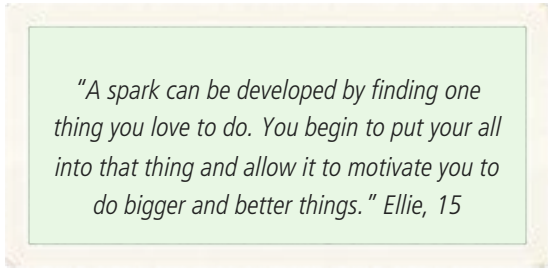 “A spark can be developed by finding one
thing you love to do. You begin to put your all
into that thing and allow it to motivate you to
do bigger and better things.” Ellie, 15